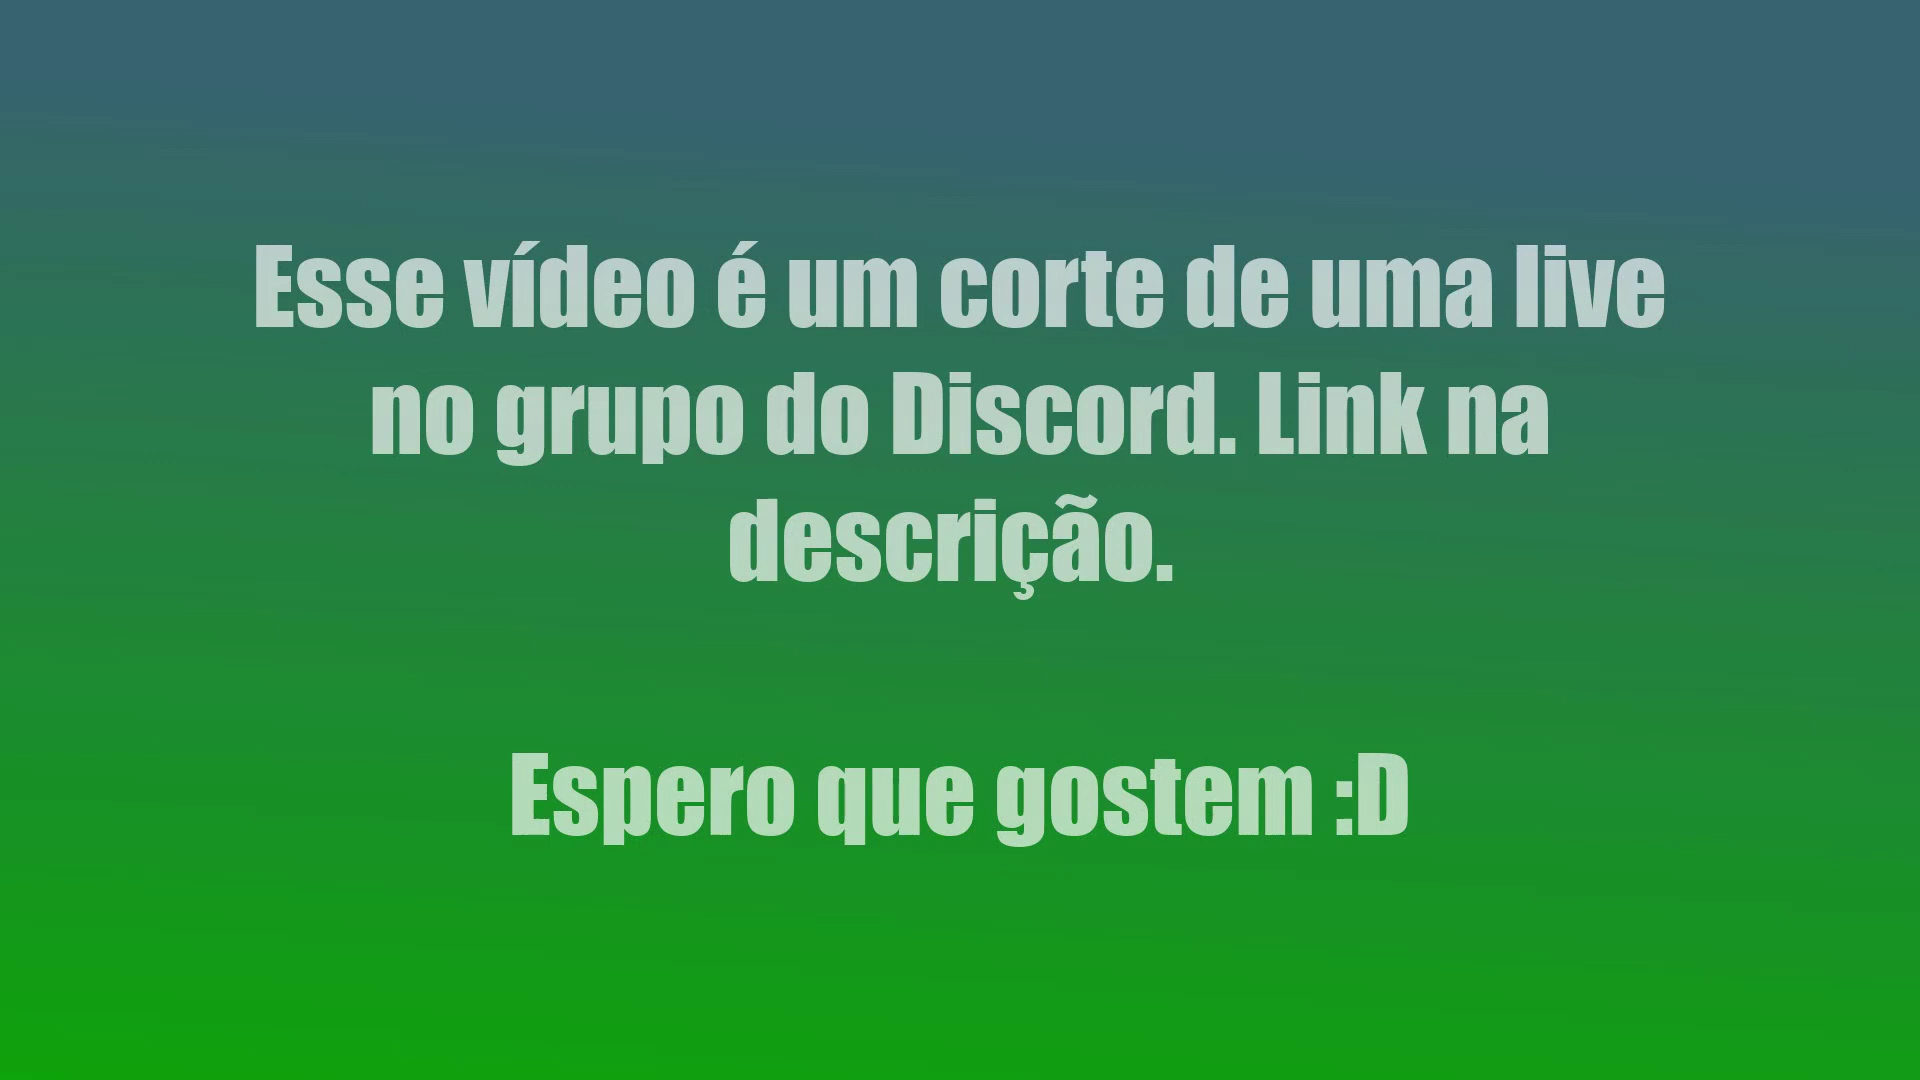 Esse vídeo é um corte de uma live
no grupo do Discord. Link na
descrição.
Espero que gostem :D